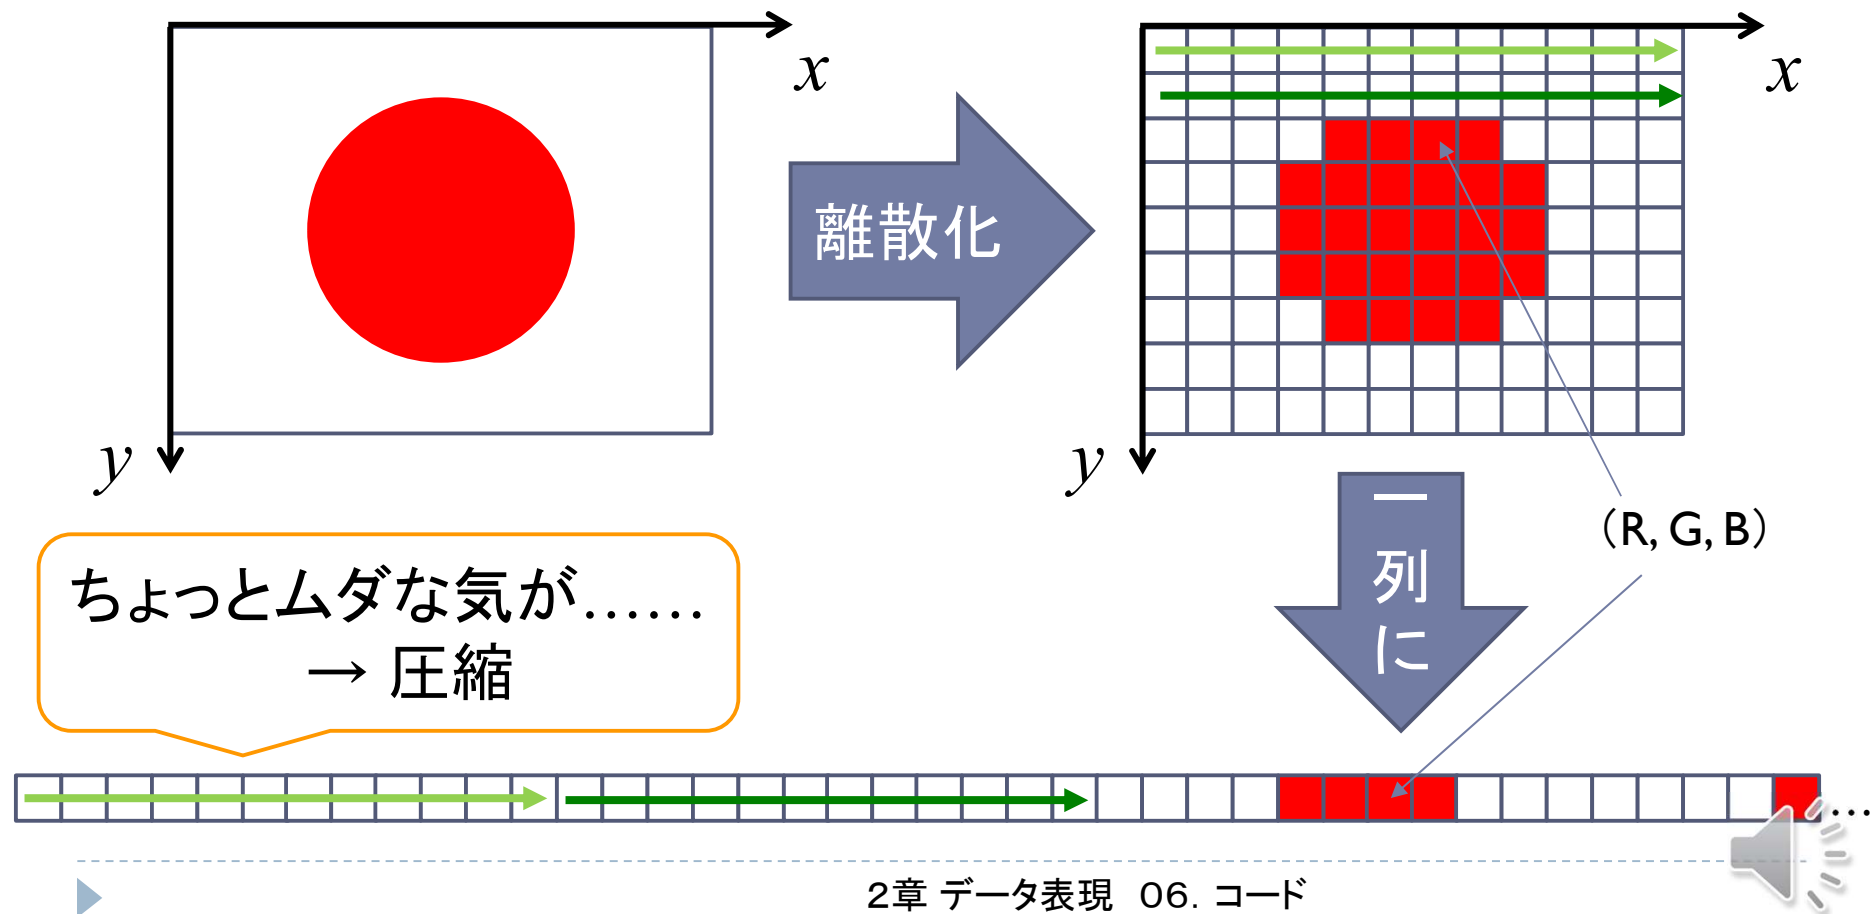 x
y
離散化
x
y
一列に
(R, G, B)
ちょっとムダな気が……
→ 圧縮
…
2章 データ表現 06. コード